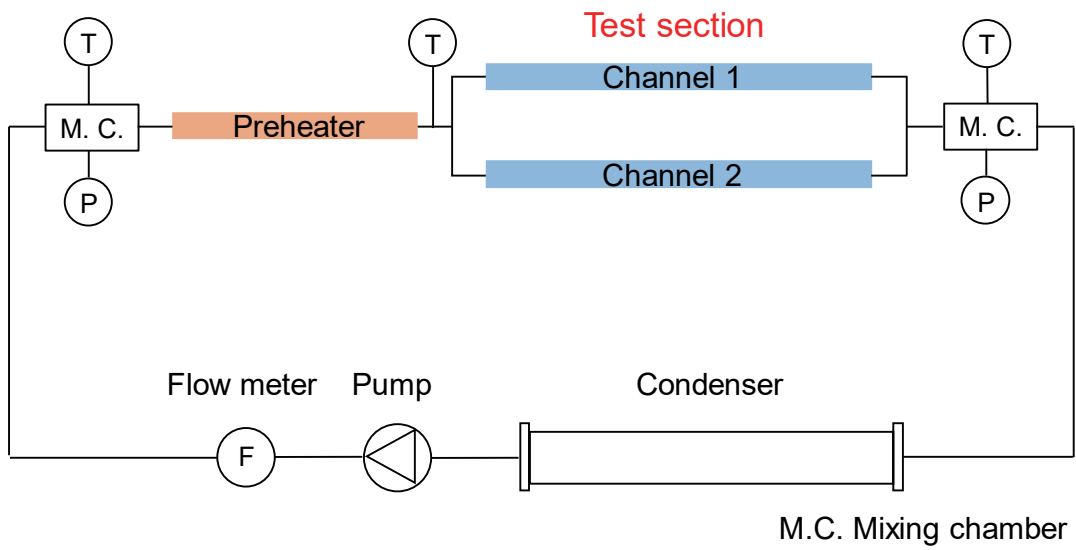 Test section
T
T
T
Channel 1
M. C.
Preheater
M. C.
Channel 2
P
P
Flow meter
Pump
Condenser
F
M.C. Mixing chamber